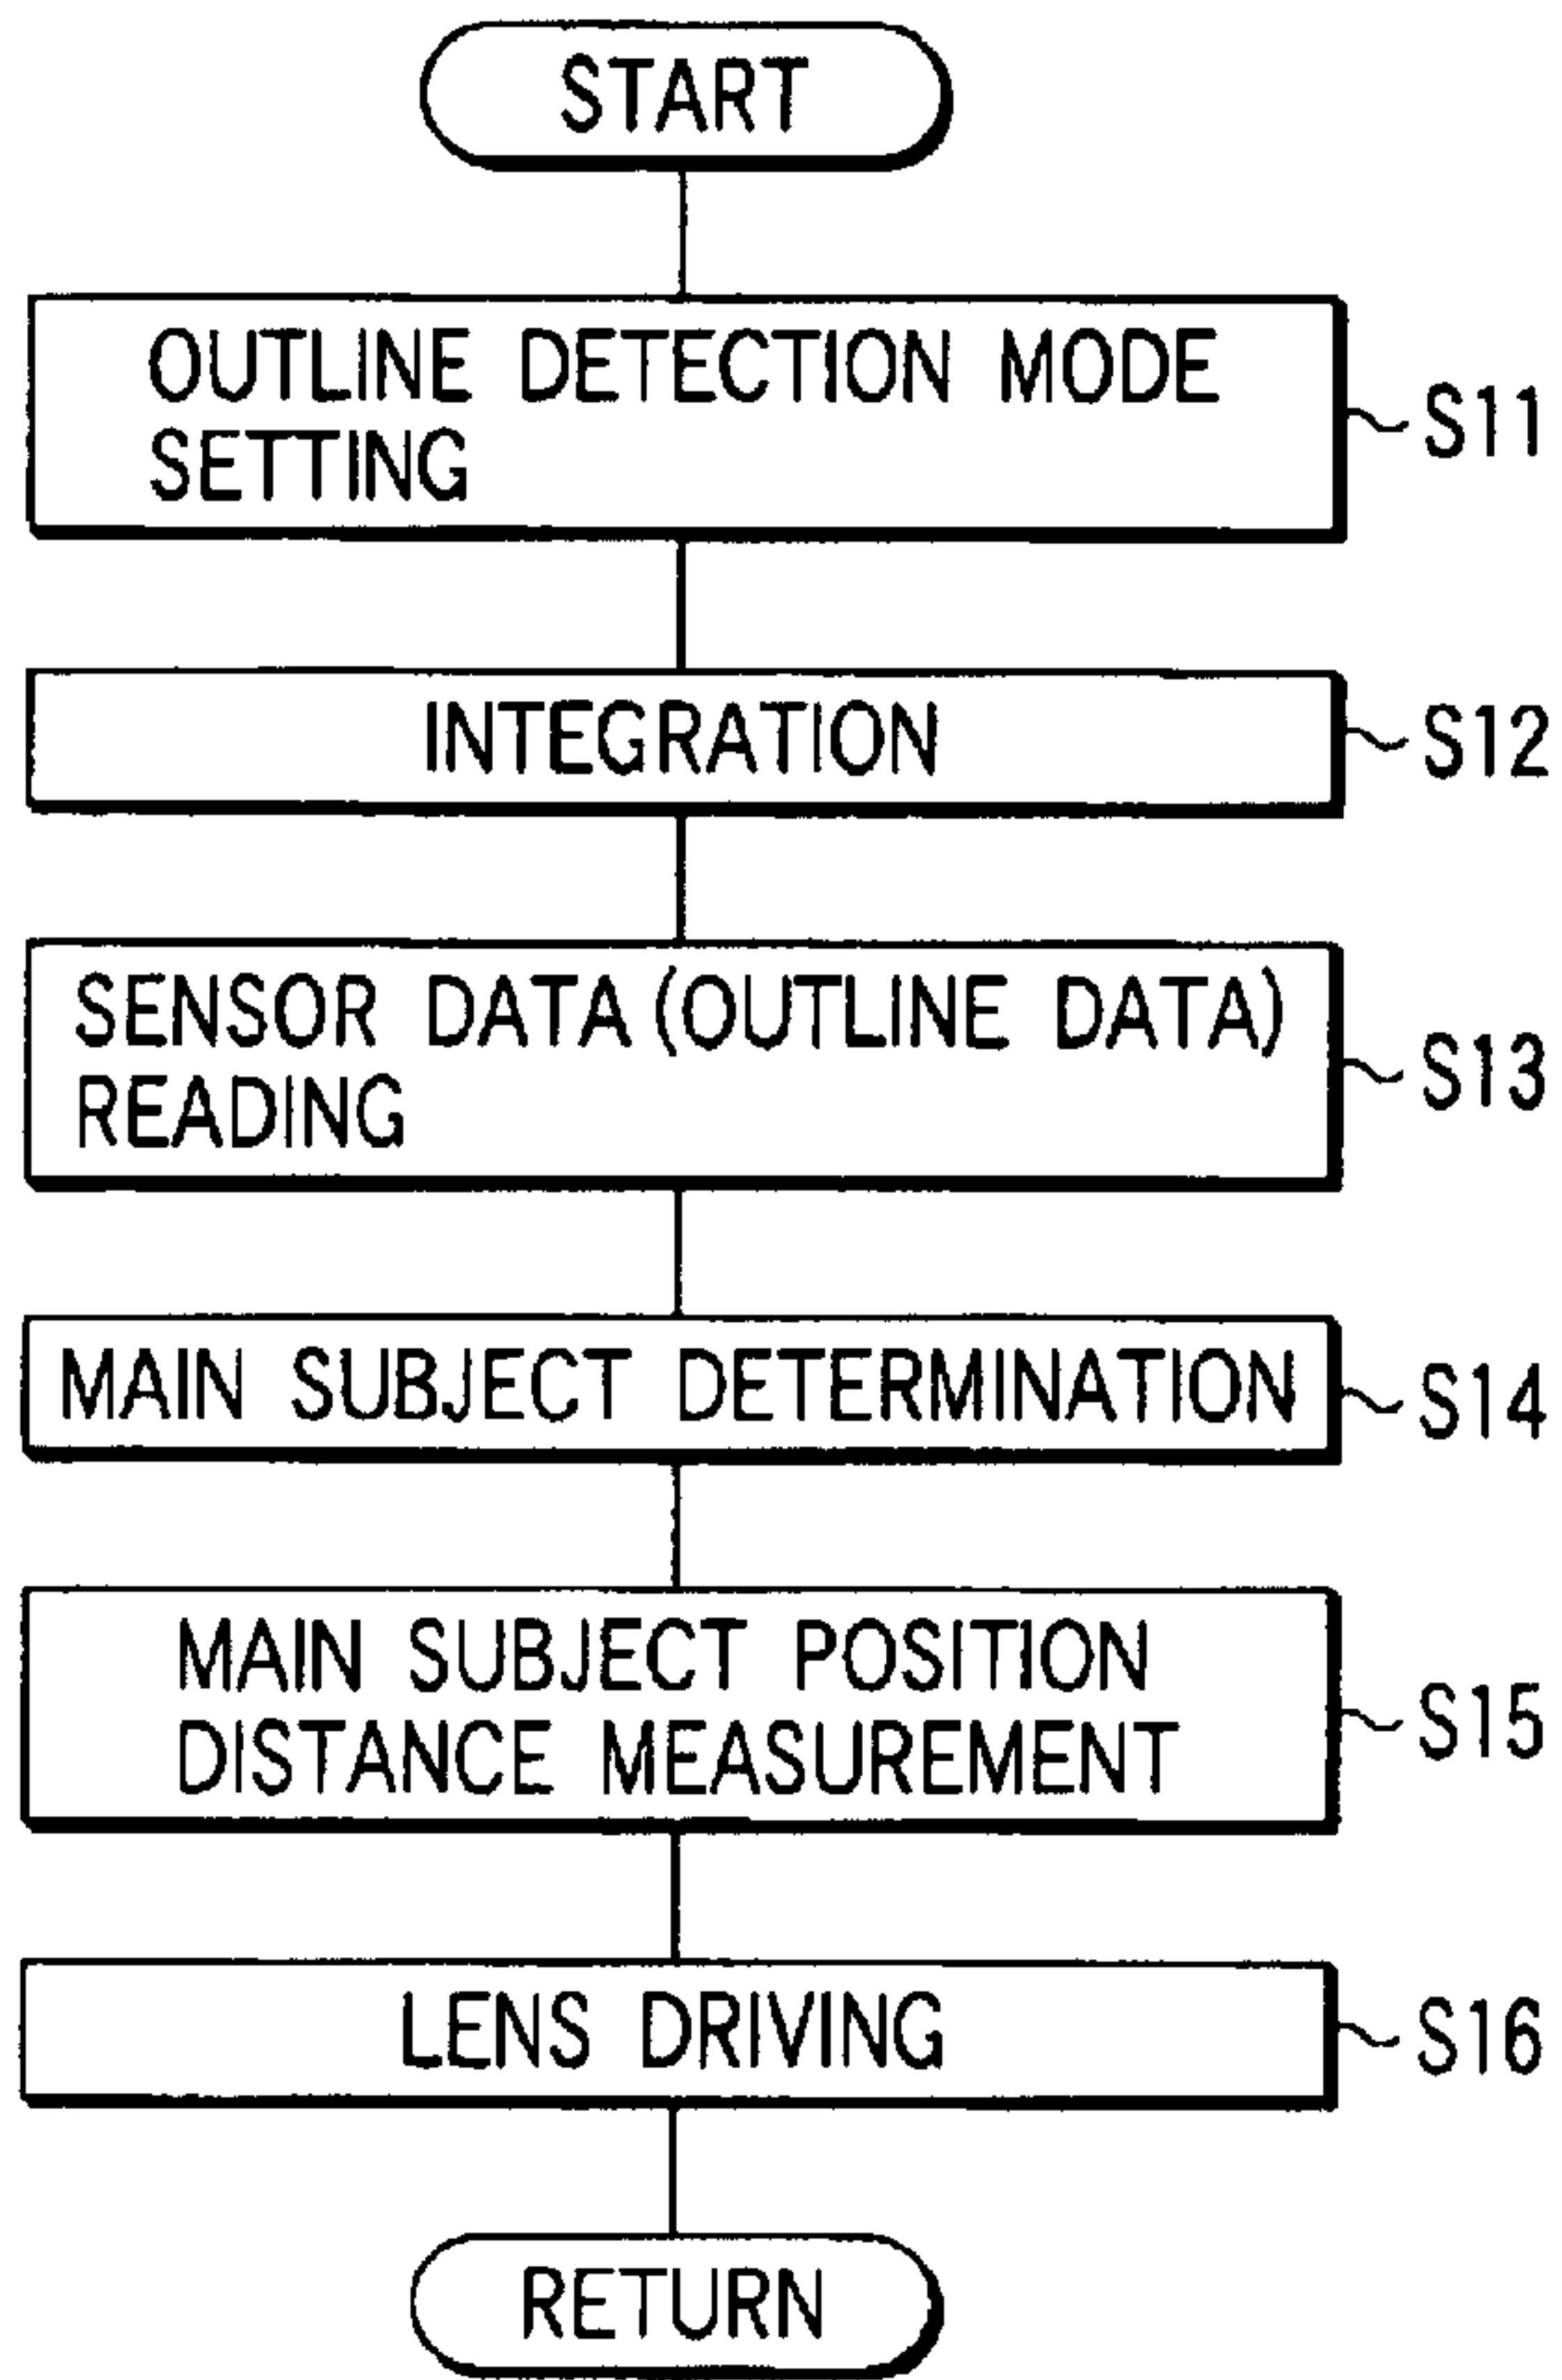 START
OUTLINE DETECTION MODE
SETTING
S11
INTEGRATION
S12
SENSOR DATA (OUTLINE DATA)
READING
S13
MAIN SUBJECT DETERMINATION
S14
MAIN SUBJECT POSITION
DISTANCE MEASUREMENT
S15
LENS DRIVING
S16
RETURN